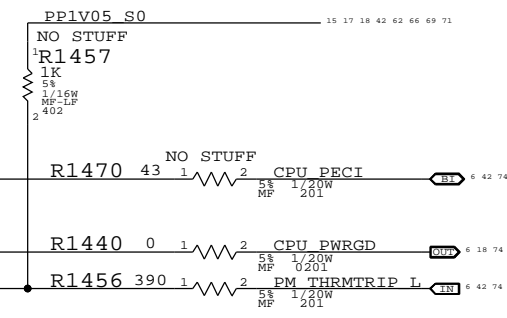 PP1V05_S0 15 17 18 42 62 66 69 71
NO STUFF
1 R1457
1K
5%
1/16W
MF-LF
402
2
NO STUFF
R1470 43 1 2 CPU_PECI BI 6 42 74
5% 1/20W
MF 201
R1440 0 1 2 CPU_PWRGD OUT 6 18 74
5% 1/20W
MF 0201
R1456 390 1 2 PM_THRMTRIP_L IN 6 42 74
5% 1/20W
MF 201